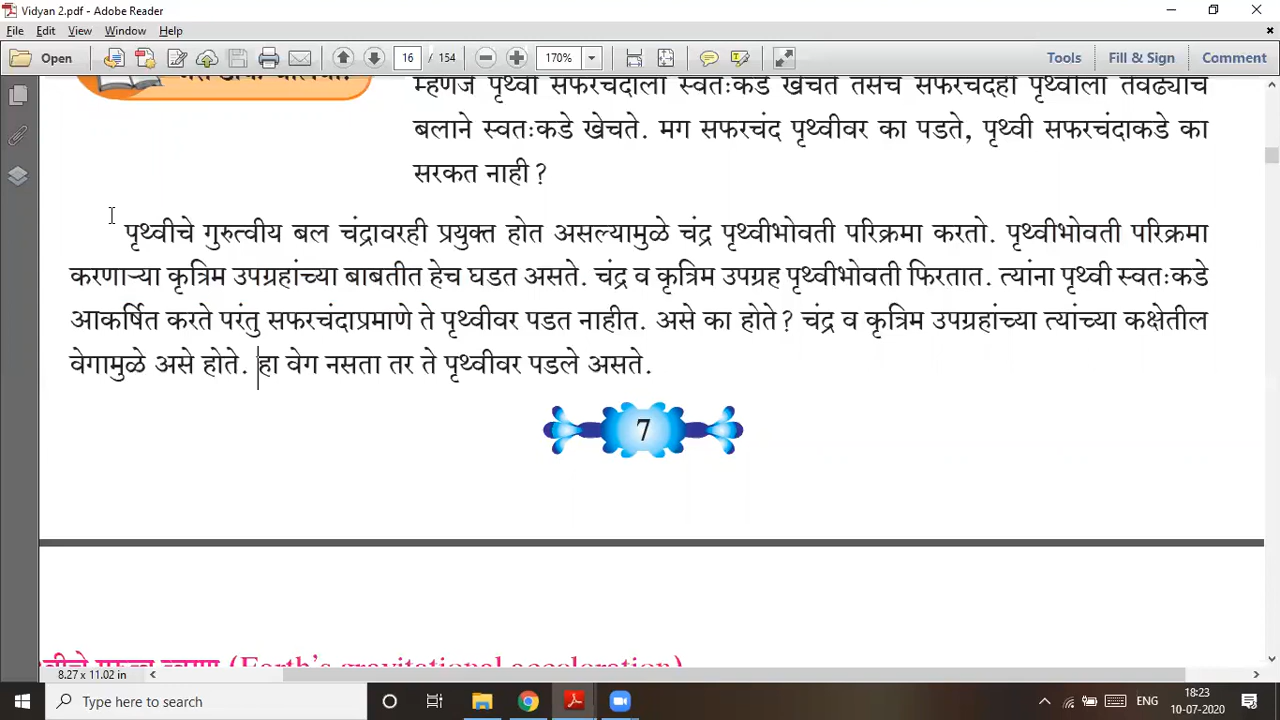 Vidyan 2.pdf - Adobe Reader
File Edit View Window Help
Open 16 / 154 170% Tools Fill & Sign Comment
म्हणजे पृथ्वी सफरचंदाला स्वतःकडे खेचते तसेच सफरचंदही पृथ्वीला तेवढ्याच
बलाने स्वतःकडे खेचते. मग सफरचंद पृथ्वीवर का पडते, पृथ्वी सफरचंदाकडे का
सरकत नाही ?
पृथ्वीचे गुरुत्वीय बल चंद्रावरही प्रयुक्त होत असल्यामुळे चंद्र पृथ्वीभोवती परिक्रमा करतो. पृथ्वीभोवती परिक्रमा
करणाऱ्या कृत्रिम उपग्रहांच्या बाबतीत हेच घडत असते. चंद्र व कृत्रिम उपग्रह पृथ्वीभोवती फिरतात. त्यांना पृथ्वी स्वतःकडे
आकर्षित करते परंतु सफरचंदाप्रमाणे ते पृथ्वीवर पडत नाहीत. असे का होते ? चंद्र व कृत्रिम उपग्रहांच्या त्यांच्या कक्षेतील
वेगामुळे असे होते. हा वेग नसता तर ते पृथ्वीवर पडले असते.
7
(Earth's gravitational acceleration)
8.27 x 11.02 in
Type here to search
ENG
18:23
10-07-2020